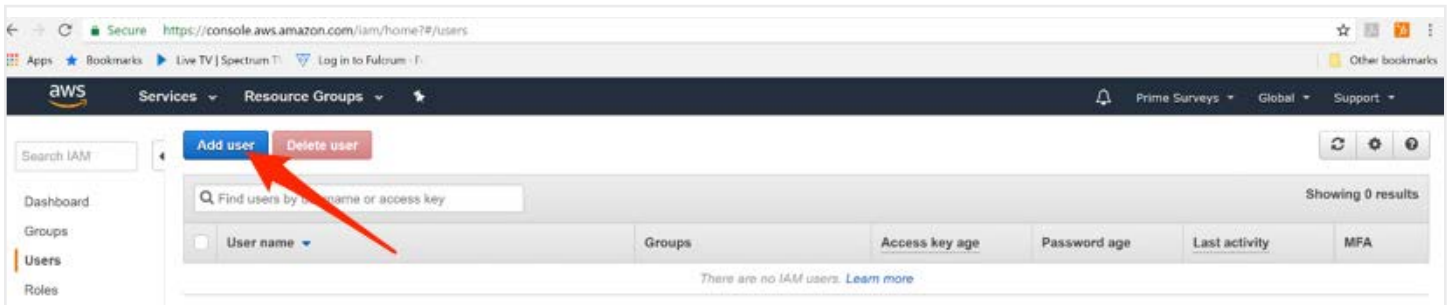 Secure https://console.aws.amazon.com/iam/home?#/users
Apps Bookmarks Live TV | Spectrum T Log in to Fulcrum - F Other bookmarks
aws Services Resource Groups Prime Surveys Global Support
Search IAM Add user Delete user
Find users by username or access key Showing 0 results
Dashboard
Groups
User name Groups Access key age Password age Last activity MFA
Users
There are no IAM users. Learn more
Roles